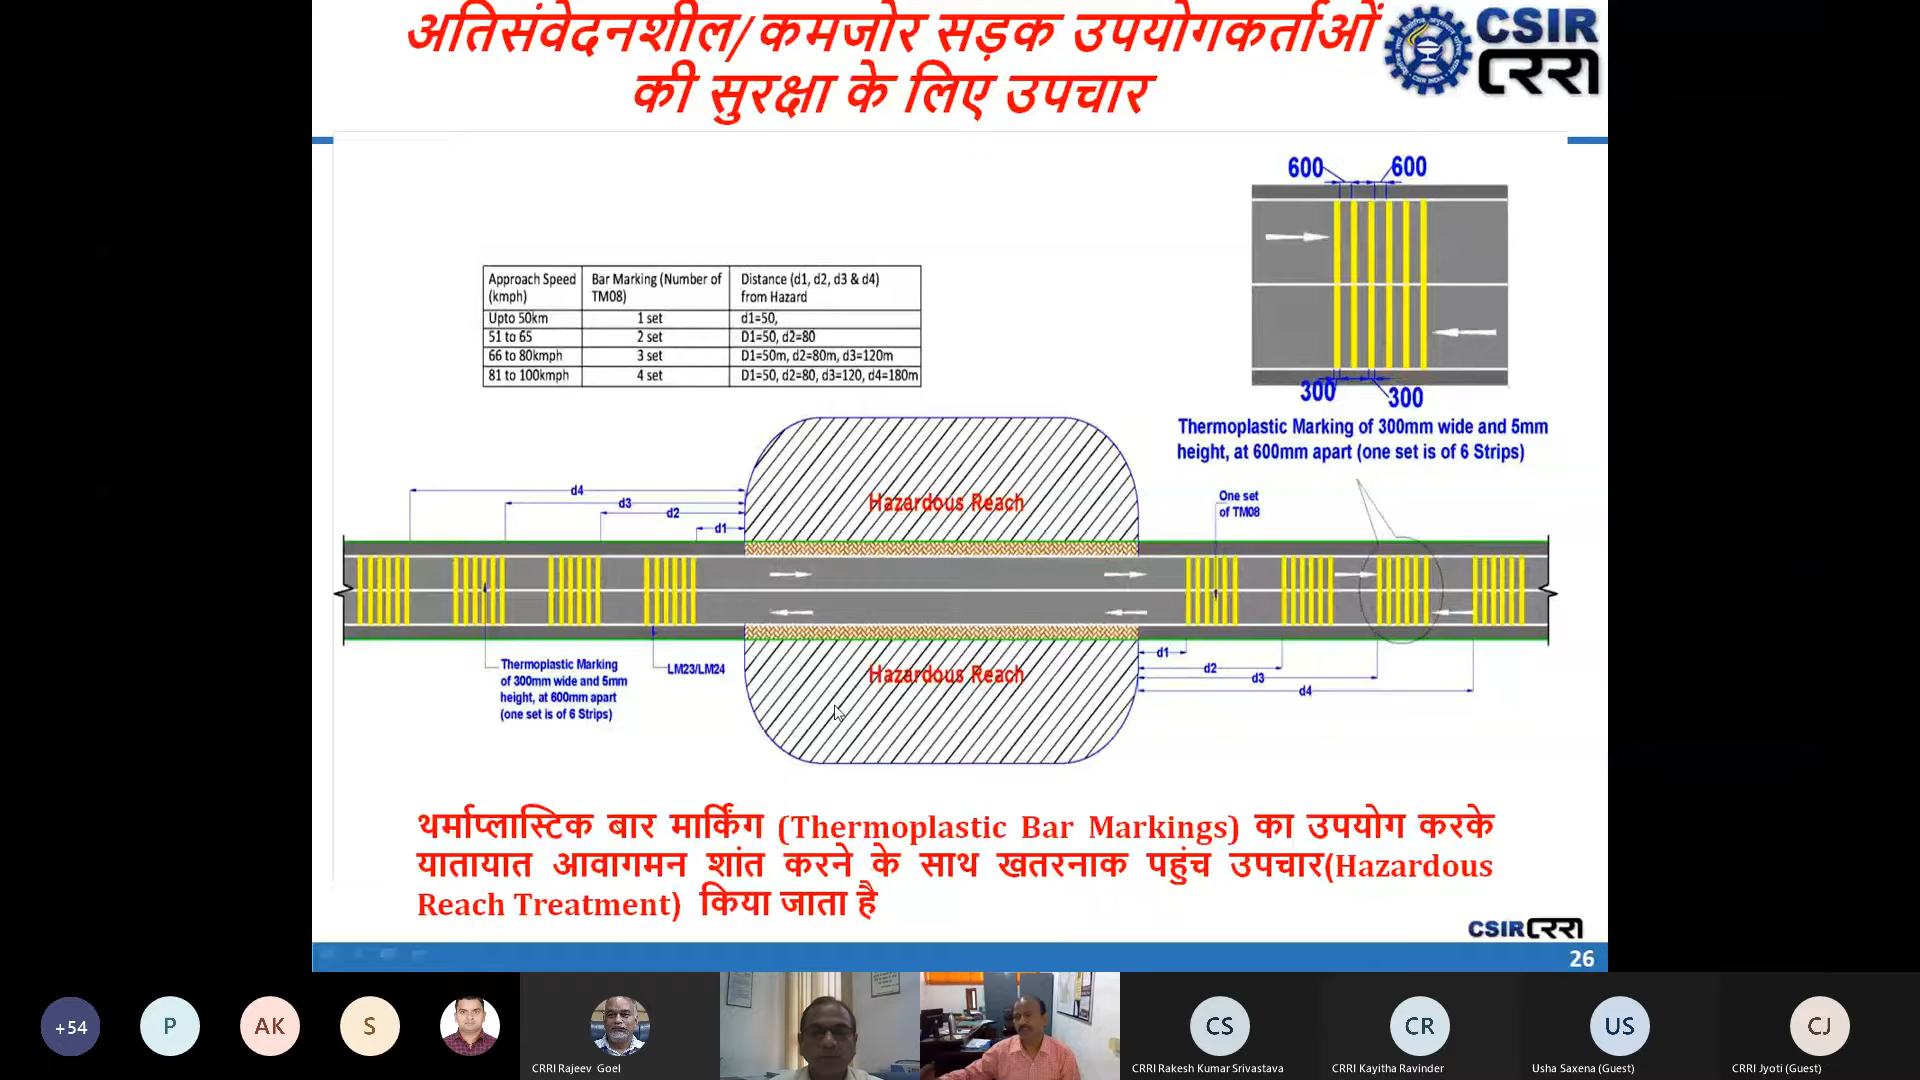 अतिसंवेदनशील/कमजोर सड़क उपयोगकर्ताओं
की सुरक्षा के लिए उपचार
CSIR
CRRI
600 600
300 300
Thermoplastic Marking of 300mm wide and 5mm
height, at 600mm apart (one set is of 6 Strips)
Approach Speed (kmph) Bar Marking (Number of TM08) Distance (d1, d2, d3 & d4) from Hazard
Upto 50km 1 set d1=50,
51 to 65 2 set D1=50, d2=80
66 to 80kmph 3 set D1=50m, d2=80m, d3=120m
81 to 100kmph 4 set D1=50, d2=80, d3=120, d4=180m
d4
d3
d2
d1
Hazardous Reach
One set
of TM08
Thermoplastic Marking
of 300mm wide and 5mm
height, at 600mm apart
(one set is of 6 Strips)
LM23/LM24
Hazardous Reach
d1
d2
d3
d4
थर्माप्लास्टिक बार मार्किंग (Thermoplastic Bar Markings) का उपयोग करके
यातायात आवागमन शांत करने के साथ खतरनाक पहुंच उपचार(Hazardous
Reach Treatment) किया जाता है
CSIR CRRI
26
+54 P AK S CS CR US CJ
CRRI Rajeev Goel CRRI Rakesh Kumar Srivastava CRRI Kayitha Ravinder Usha Saxena (Guest) CRRI Jyoti (Guest)